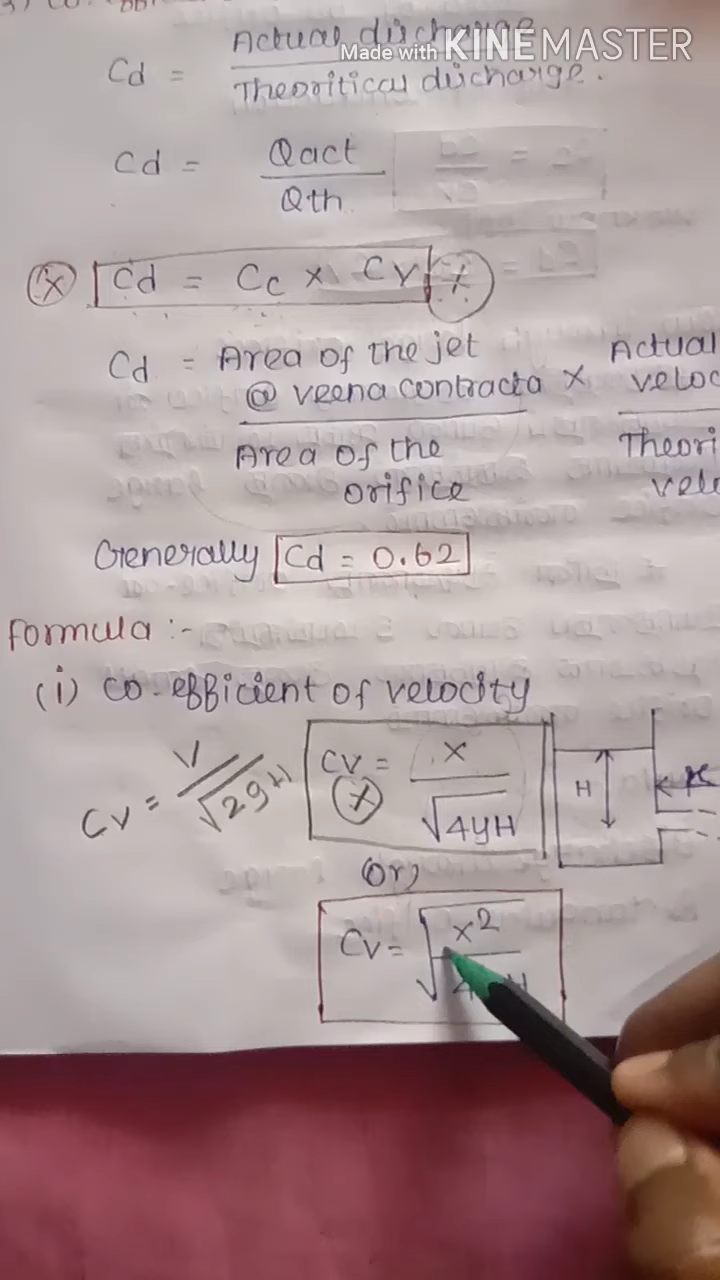 Actual discharge
Made with KINEMASTER
Cd = ――――
Theoritical discharge.
Cd = Qact / Qth
(x) Cd = Cc x Cv (x)
Cd = Area of the jet @ veena contracta / Area of the orifice x Actual / Theori
Generally Cd = 0.62
Formula :-
(i) co-efficient of velocity
Cv = V / √2gH
Cv = x / √4yH
(x)
H
x
(or)
Cv = √x² / 4 H